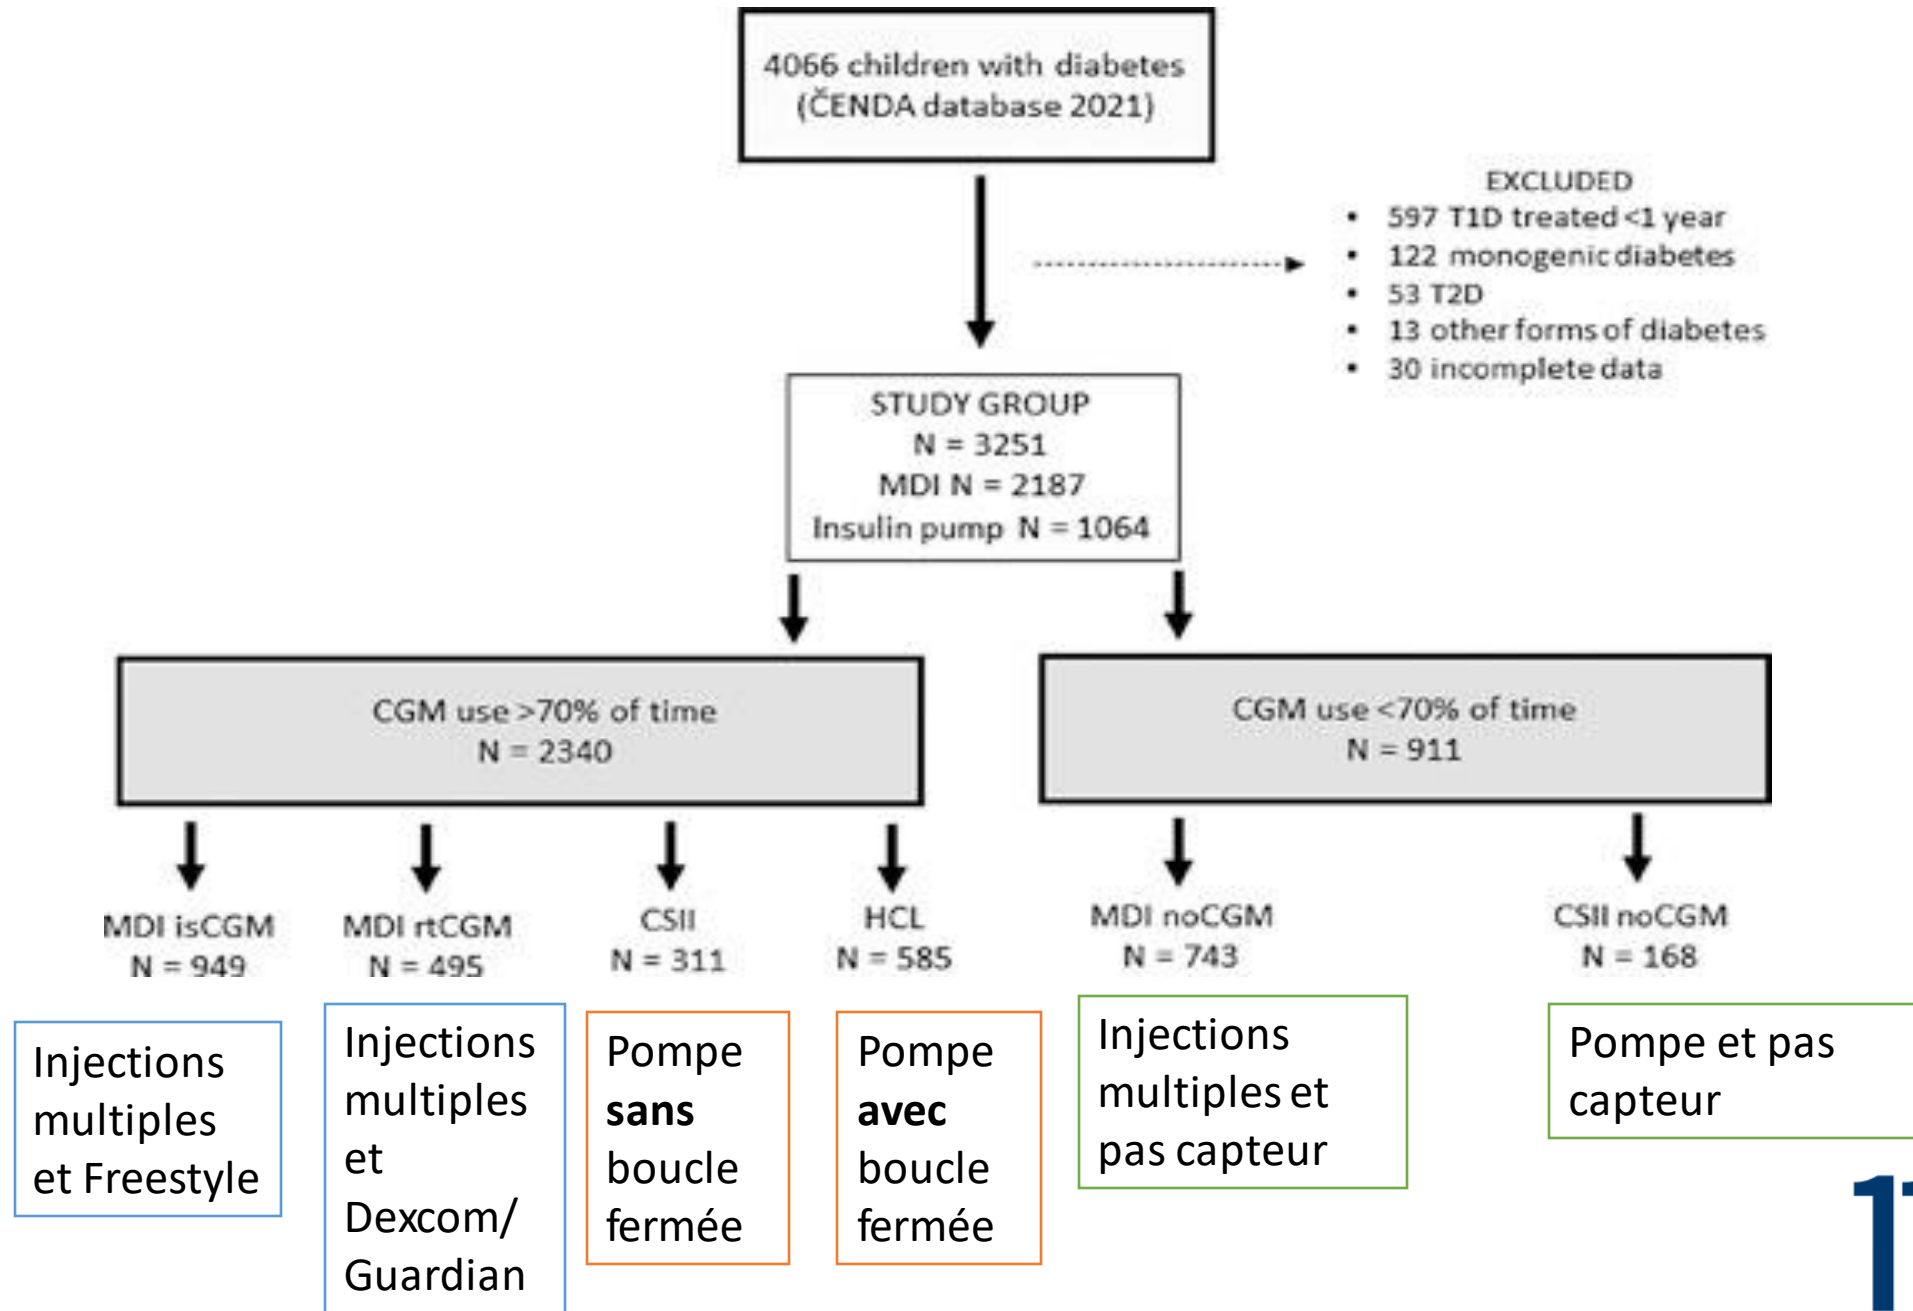 4066 children with diabetes
(ČENDA database 2021)
EXCLUDED
• 597 T1D treated <1 year
• 122 monogenic diabetes
• 53 T2D
• 13 other forms of diabetes
• 30 incomplete data
STUDY GROUP
N = 3251
MDI N = 2187
Insulin pump N = 1064
CGM use >70% of time
N = 2340
CGM use <70% of time
N = 911
MDI isCGM
N = 949
MDI rtCGM
N = 495
CSII
N = 311
HCL
N = 585
MDI noCGM
N = 743
CSII noCGM
N = 168
Injections
multiples
et Freestyle
Injections
multiples
et
Dexcom/
Guardian
Pompe
sans
boucle
fermée
Pompe
avec
boucle
fermée
Injections
multiples et
pas capteur
Pompe et pas
capteur